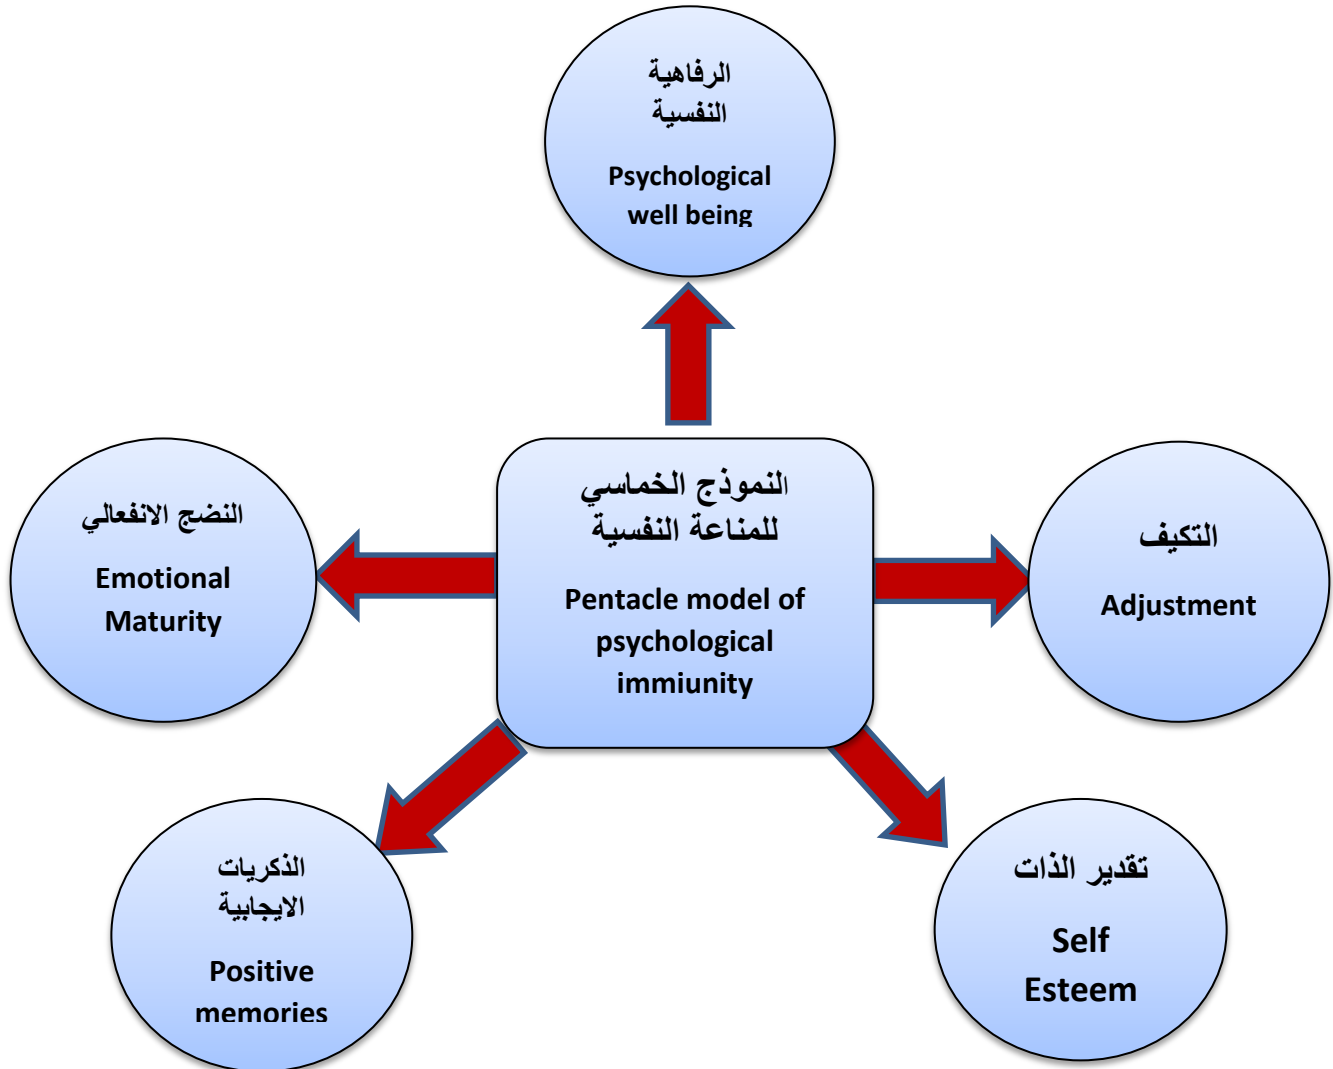 الرفاهية
النفسية
Psychological
well being
النموذج الخماسي
للمناعة النفسية
Pentacle model of
psychological
immiunity
النضج الانفعالي
Emotional
Maturity
التكيف
Adjustment
الذكريات
الايجابية
Positive
memories
تقدير الذات
Self
Esteem